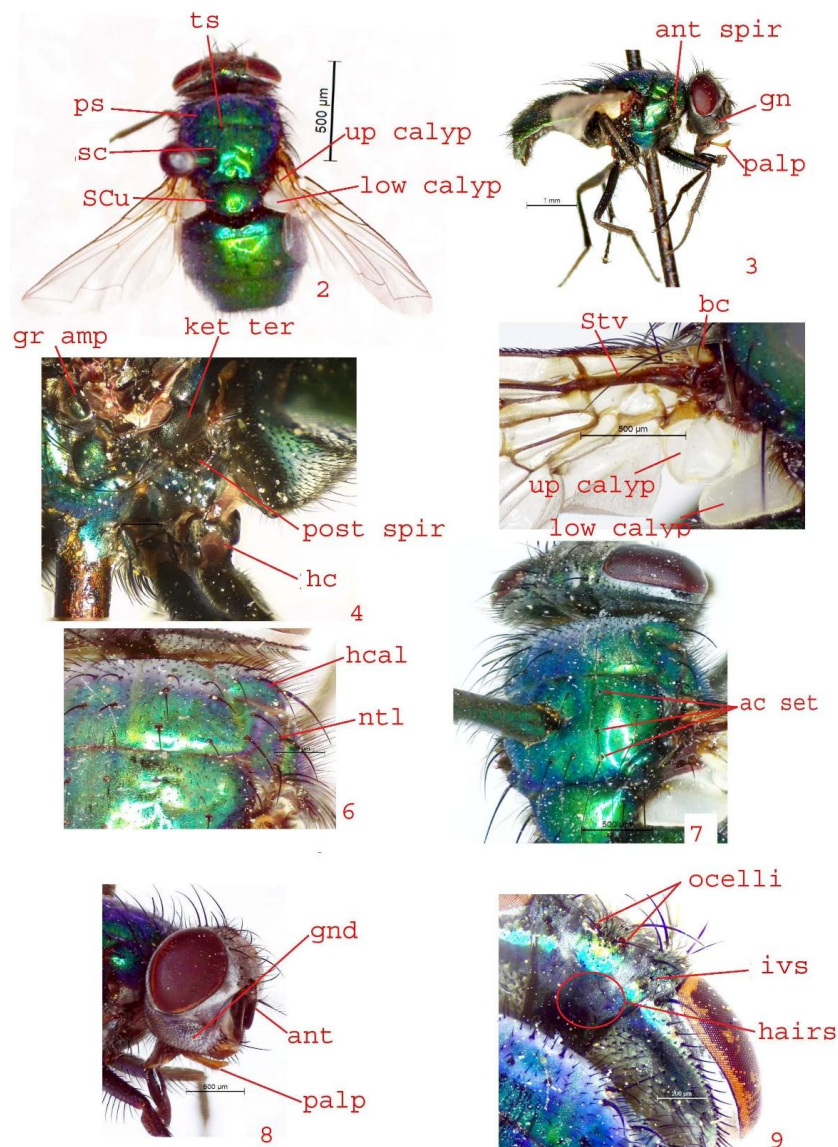 ts
ps
sc
SCu
500 µm
up calyp
low calyp
2
ant spir
gn
palp
1 mm
3
gr amp
ket ter
post spir
hc
4
Stv
bc
500 µm
up calyp
low calyp
hcal
ntl
6
ac set
500 µm
7
gnd
ant
palp
500 µm
8
ocelli
ivs
hairs
200 µm
9